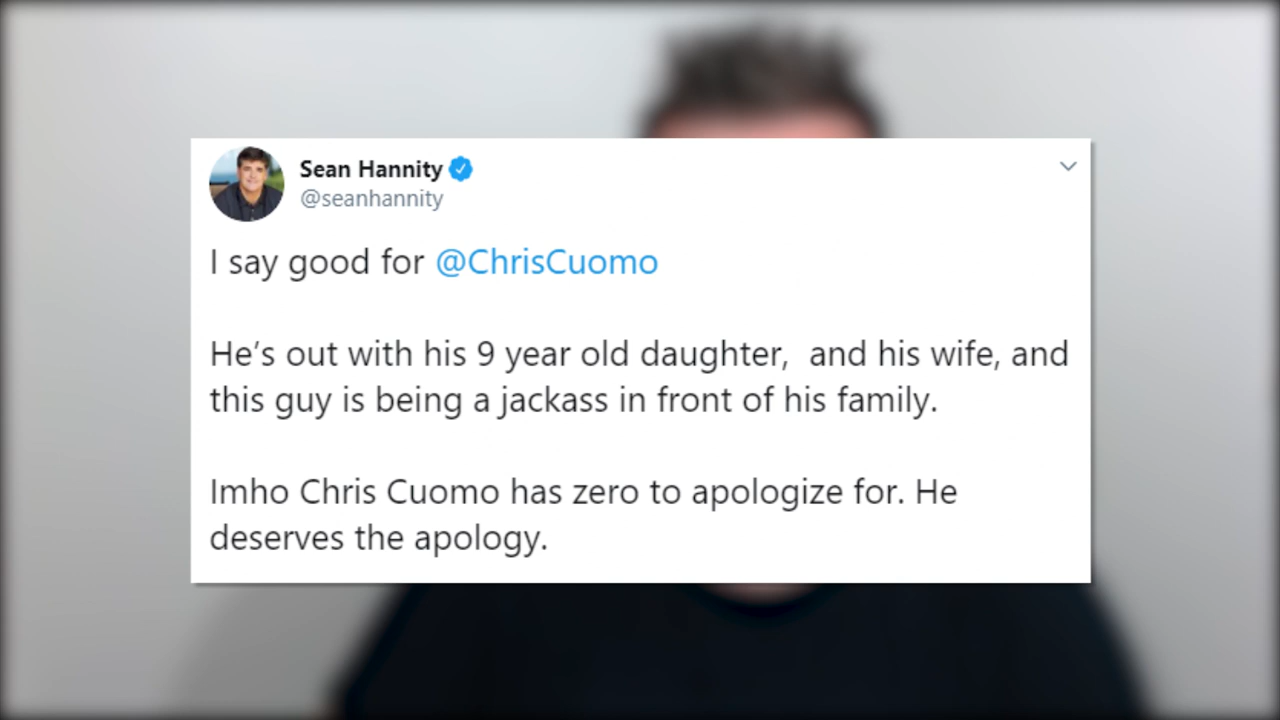 Sean Hannity
@seanhannity
I say good for @ChrisCuomo
He’s out with his 9 year old daughter,  and his wife, and
this guy is being a jackass in front of his family.
Imho Chris Cuomo has zero to apologize for. He
deserves the apology.